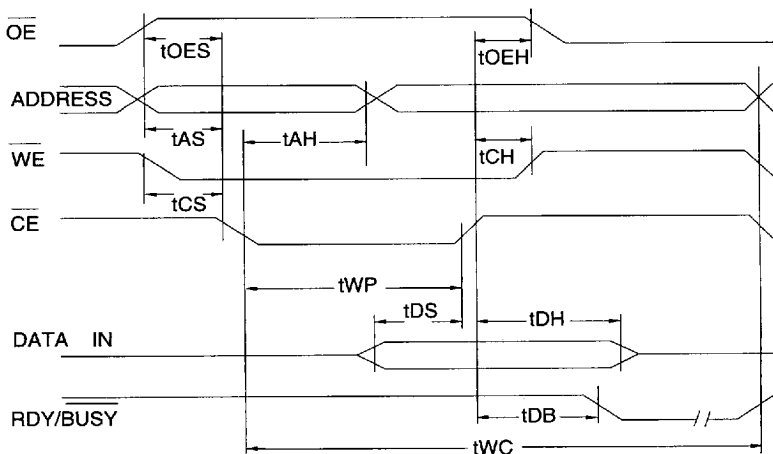 OE
tOES
tOEH
ADDRESS
tAS
tAH
tCH
WE
tCS
CE
tWP
tDS
tDH
DATA IN
RDY/BUSY
tDB
tWC